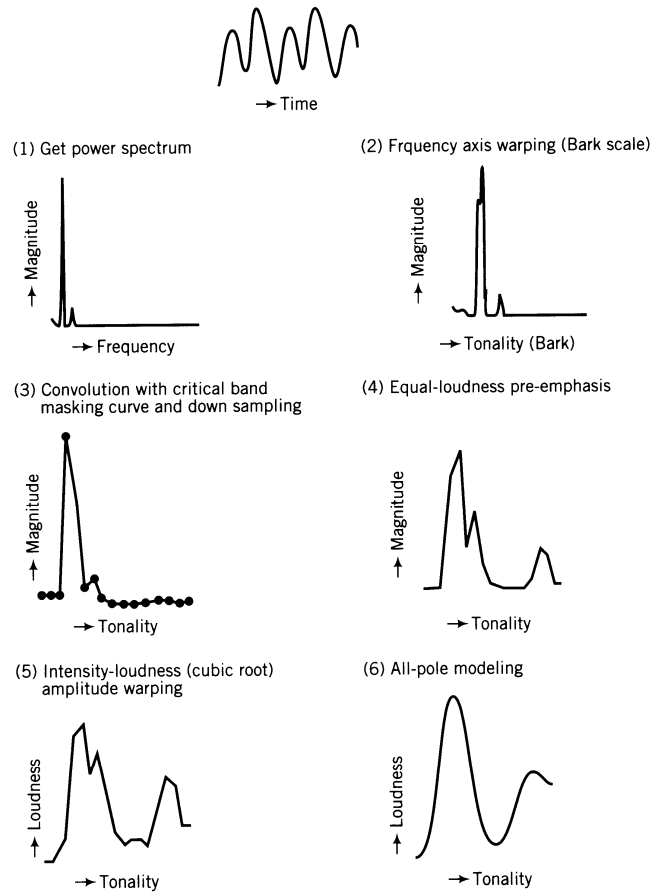 → Time
(1) Get power spectrum
(2) Frquency axis warping (Bark scale)
→ Magnitude
→ Frequency
→ Magnitude
→ Tonality (Bark)
(3) Convolution with critical band
masking curve and down sampling
(4) Equal-loudness pre-emphasis
→ Magnitude
→ Tonality
→ Magnitude
→ Tonality
(5) Intensity-loudness (cubic root)
amplitude warping
(6) All-pole modeling
→ Loudness
→ Tonality
→ Loudness
→ Tonality